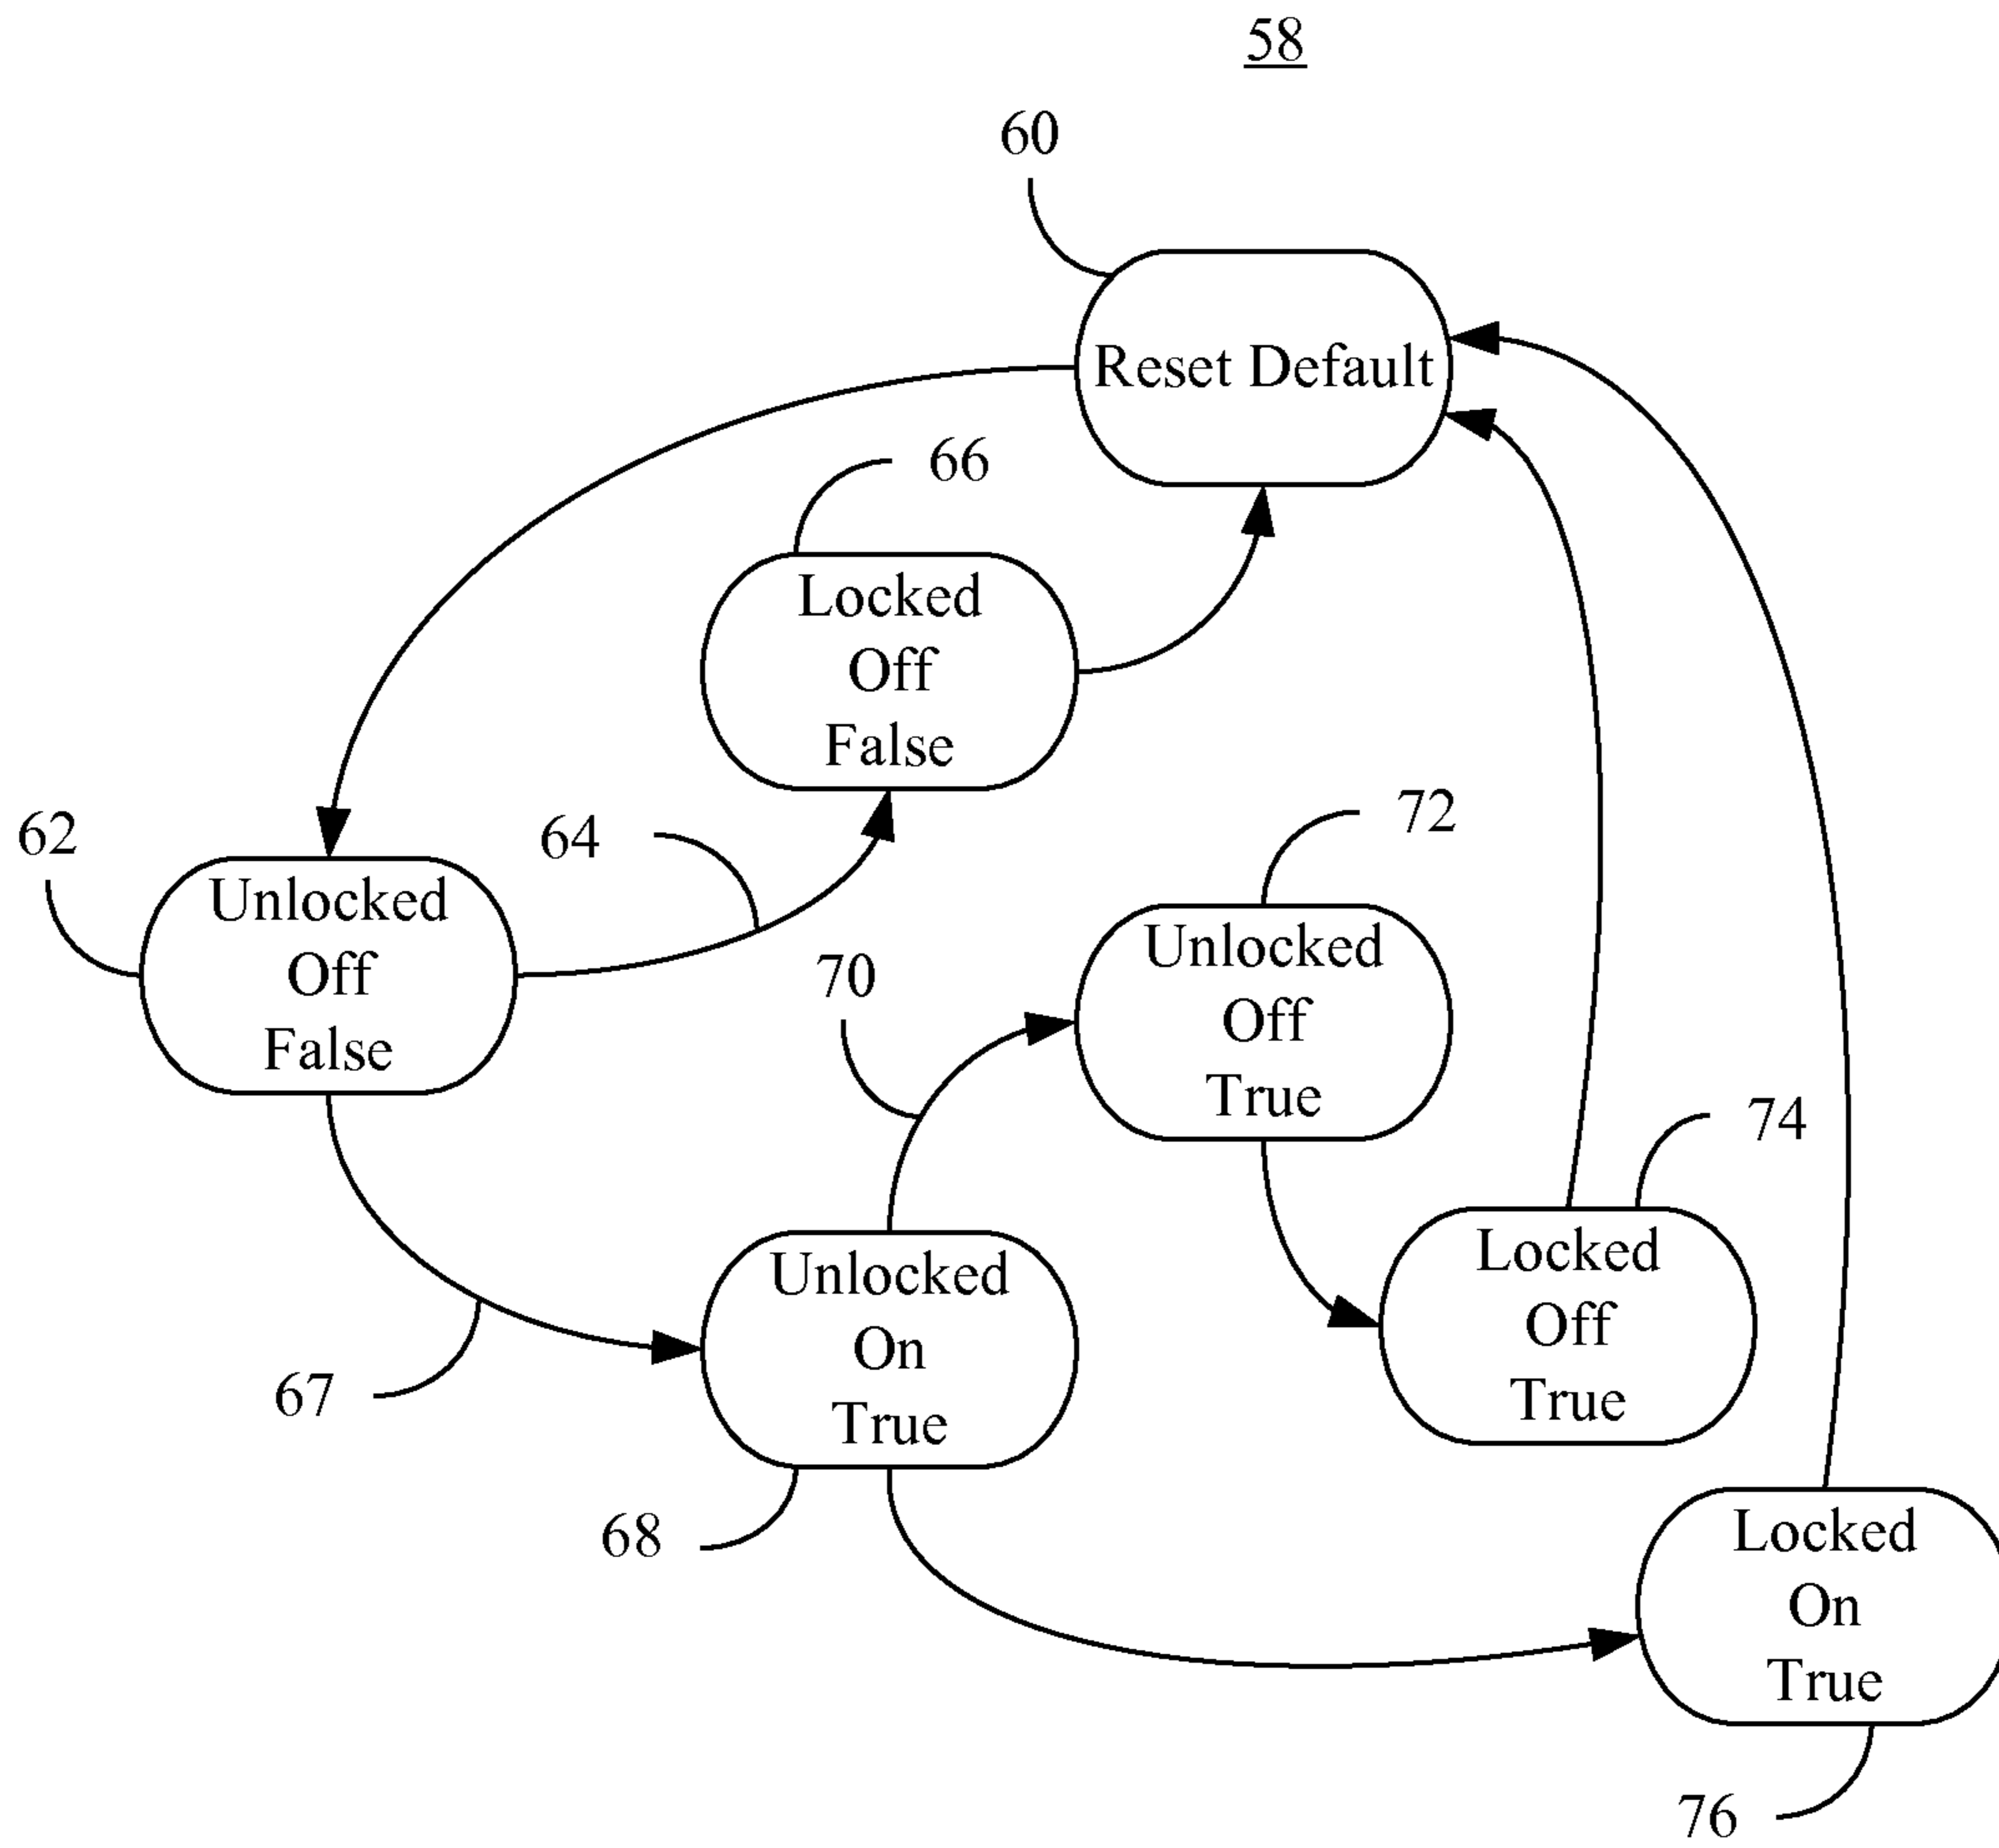 58
60
Reset Default
66
Locked
Off
False
62
64
72
Unlocked
Off
False
70
Unlocked
Off
True
74
67
Unlocked
On
True
Locked
Off
True
68
Locked
On
True
76